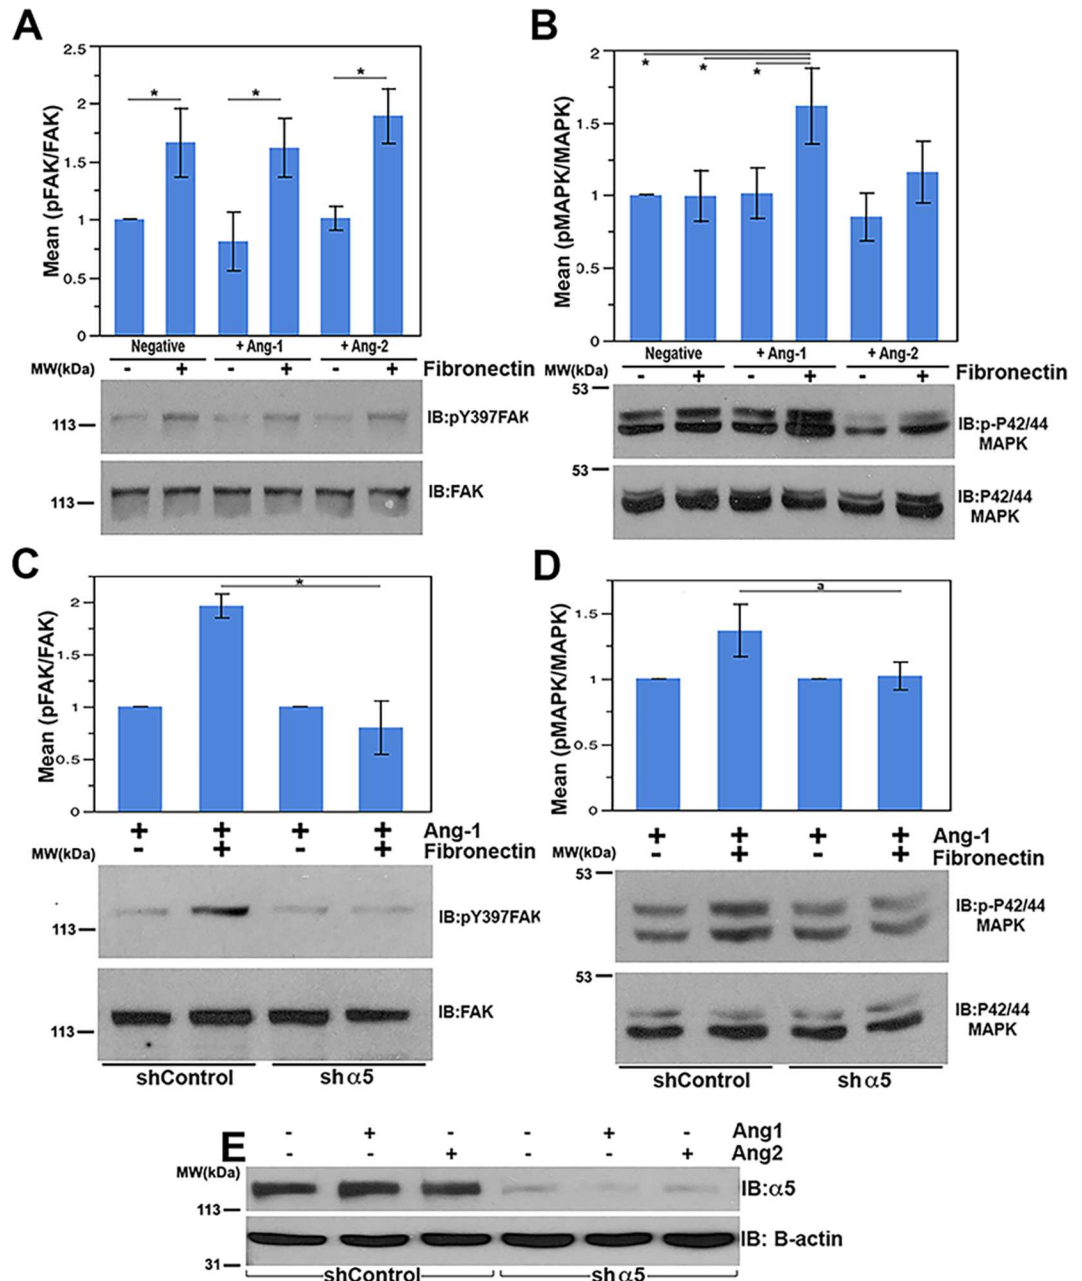 A
Mean (pFAK/FAK)
2.5
2
1.5
1
0.5
0
* * *
Negative + Ang-1 + Ang-2
MW(kDa) - + - + - + Fibronectin
113 IB:pY397FAK
113 IB:FAK
B
Mean (pMAPK/MAPK)
2
1.5
1
0.5
0
* * *
Negative + Ang-1 + Ang-2
MW(kDa) - + - + - + Fibronectin
53
IB:p-P42/44
MAPK
53
IB:P42/44
MAPK
C
Mean (pFAK/FAK)
2
1.5
1
0.5
0
*
+ + + + Ang-1
MW(kDa) - + - + Fibronectin
113 IB:pY397FAK
113 IB:FAK
shControl shα5
D
Mean (pMAPK/MAPK)
1.5
1
0.5
0
a
+ + + + Ang-1
MW(kDa) - + - + Fibronectin
53
IB:p-P42/44
MAPK
53
IB:P42/44
MAPK
shControl shα5
E
- + - - + - Ang1
- - + - - + Ang2
MW(kDa)
IB:α5
113
IB: B-actin
31
shControl shα5